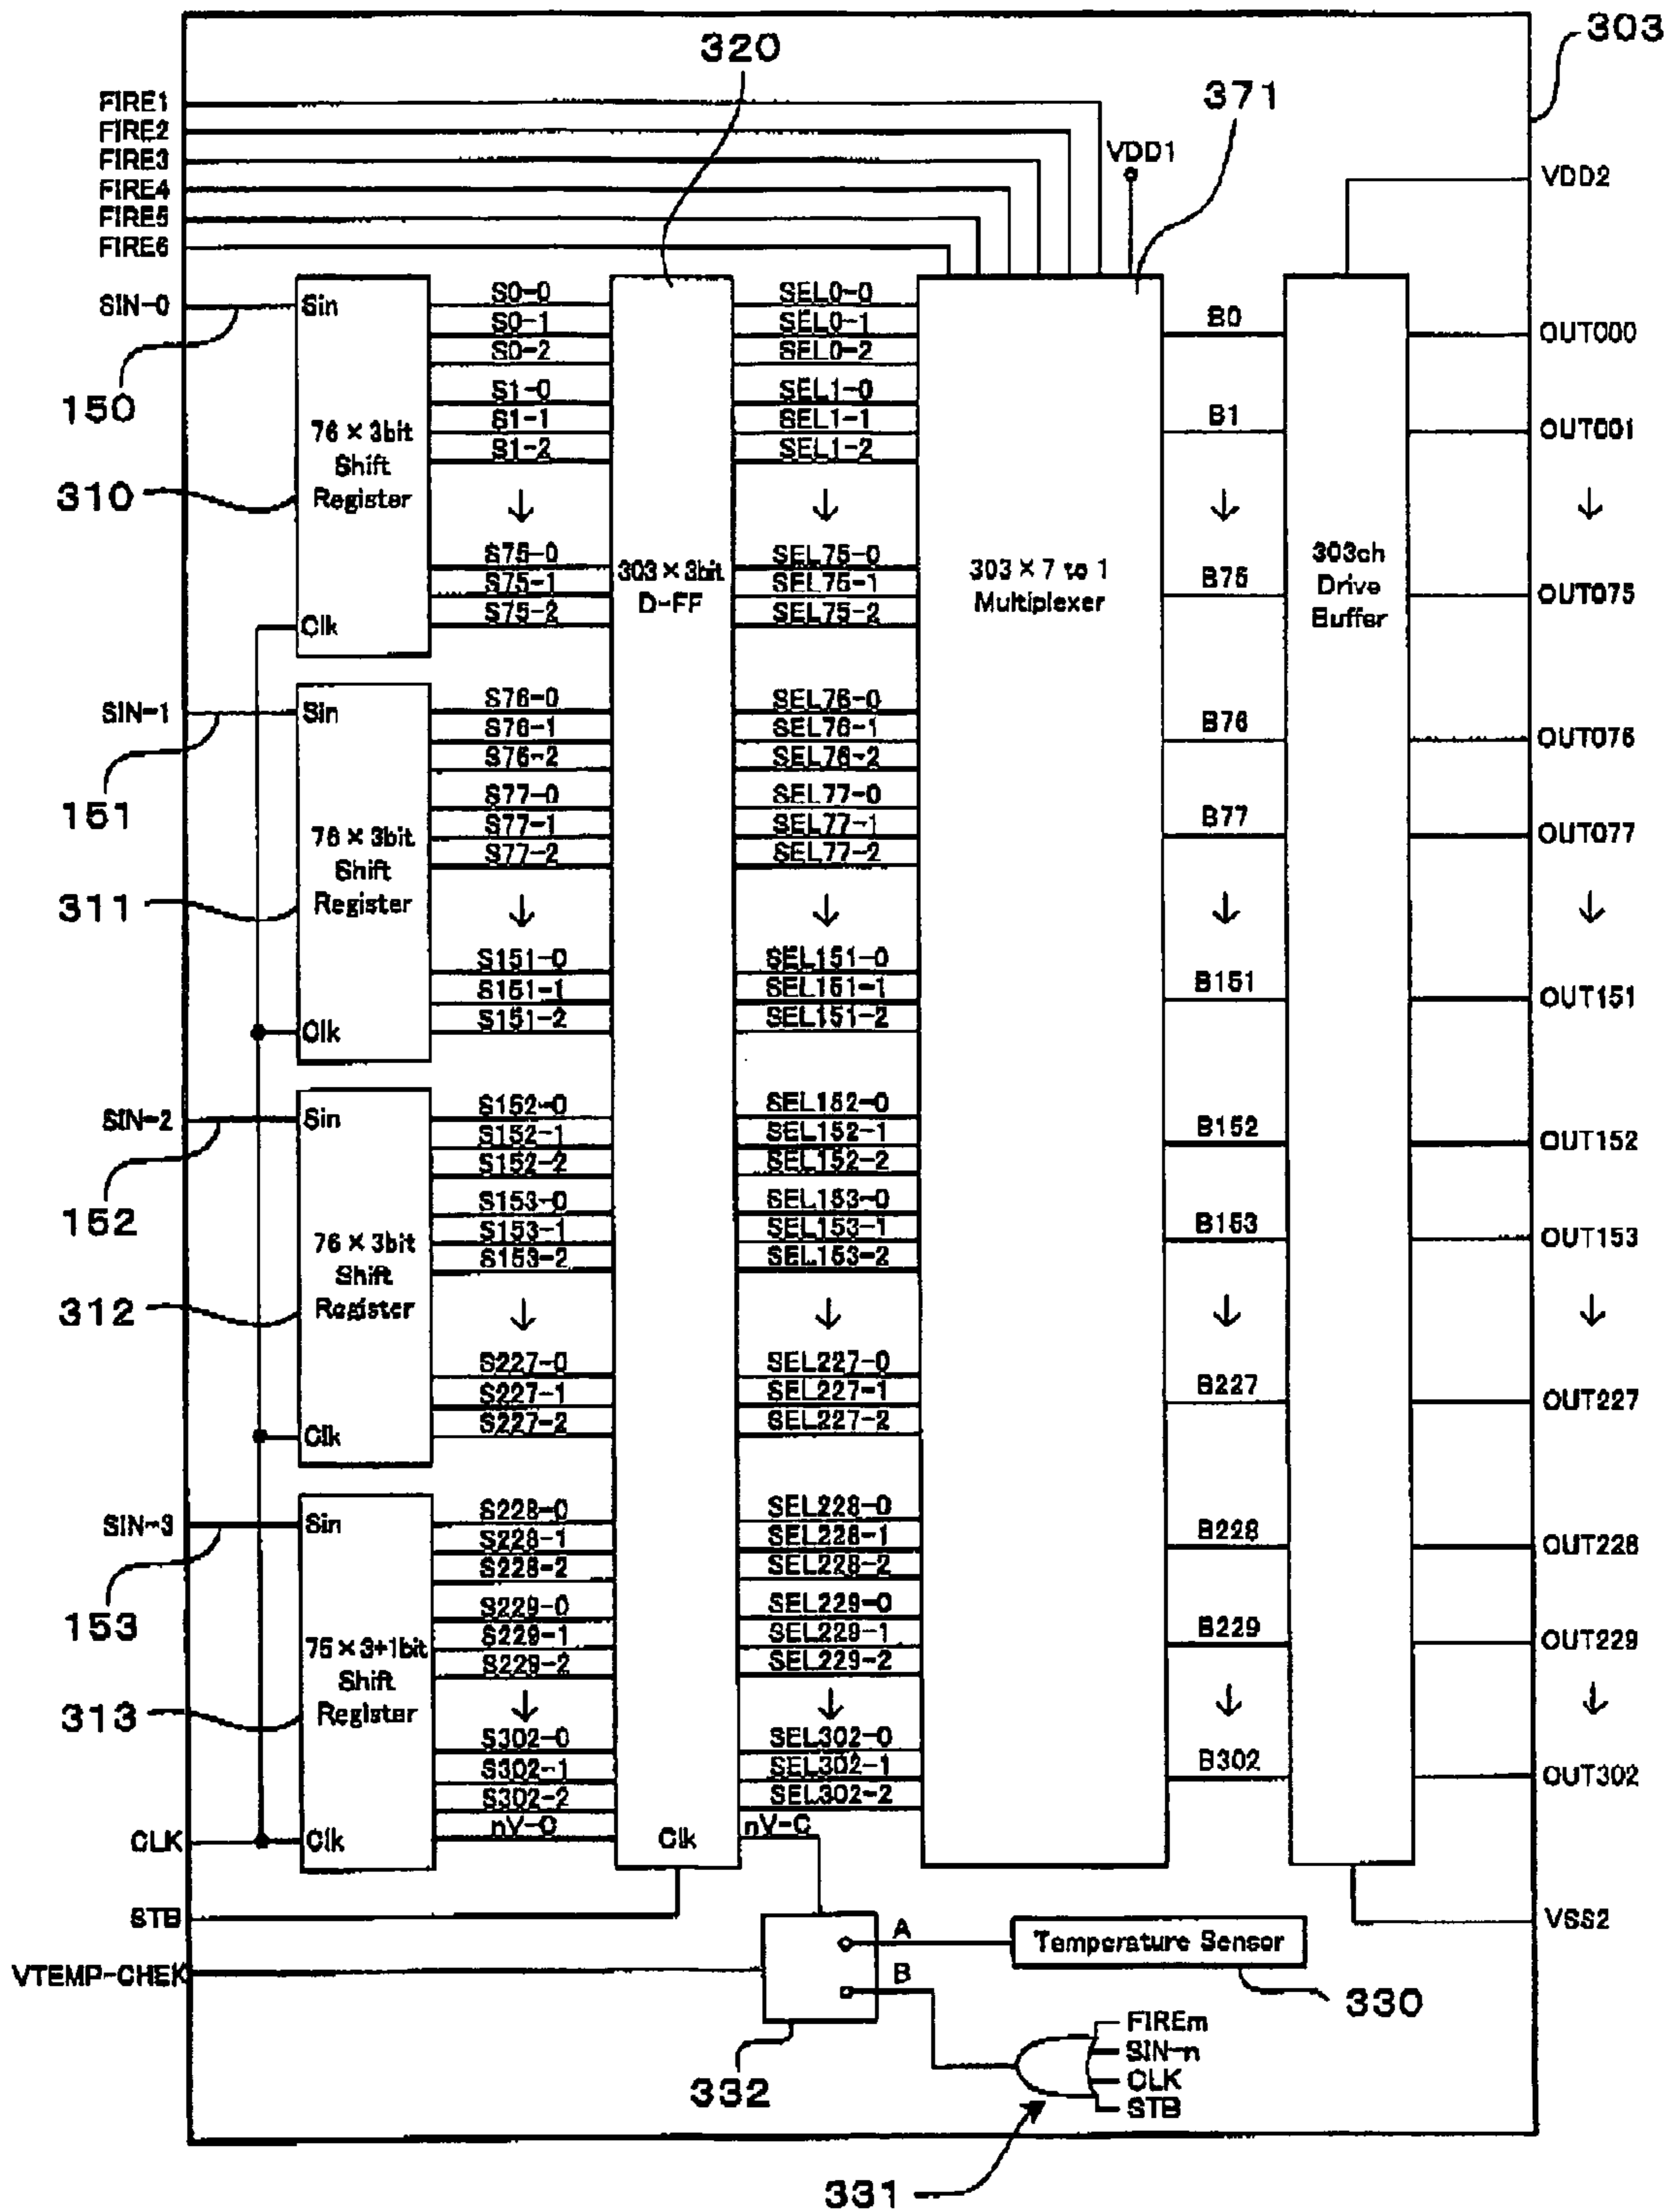 320
303
371
FIRE1
FIRE2
FIRE3
FIRE4
FIRE5
FIRE6
VDD1
VDD2
SIN-0
Sin
150
76 × 3bit
Shift
Register
310
Clk
S0-0
S0-1
S0-2
S1-0
S1-1
S1-2
↓
S75-0
S75-1
S75-2
303 × 3bit
D-FF
SEL0-0
SEL0-1
SEL0-2
SEL1-0
SEL1-1
SEL1-2
↓
SEL75-0
SEL75-1
SEL75-2
303 × 7 to 1
Multiplexer
B0
B1
↓
B75
303ch
Drive
Buffer
OUT000
OUT001
↓
OUT075
SIN-1
Sin
151
76 × 3bit
Shift
Register
311
Clk
S76-0
S76-1
S76-2
S77-0
S77-1
S77-2
↓
S151-0
S151-1
S151-2
SEL76-0
SEL76-1
SEL76-2
SEL77-0
SEL77-1
SEL77-2
↓
SEL151-0
SEL151-1
SEL151-2
B76
B77
↓
B151
OUT076
OUT077
↓
OUT151
SIN-2
Sin
152
76 × 3bit
Shift
Register
312
Clk
S152-0
S152-1
S152-2
S153-0
S153-1
S153-2
↓
S227-0
S227-1
S227-2
SEL152-0
SEL152-1
SEL152-2
SEL153-0
SEL153-1
SEL153-2
↓
SEL227-0
SEL227-1
SEL227-2
B152
B153
↓
B227
OUT152
OUT153
↓
OUT227
SIN-3
Sin
153
75 × 3+1bit
Shift
Register
313
CLK
Clk
S228-0
S228-1
S228-2
S229-0
S229-1
S229-2
↓
S302-0
S302-1
S302-2
nV-C
Clk
SEL228-0
SEL228-1
SEL228-2
SEL229-0
SEL229-1
SEL229-2
↓
SEL302-0
SEL302-1
SEL302-2
nV-C
B228
B229
↓
B302
OUT228
OUT229
↓
OUT302
STB
VSS2
VTEMP-CHEK
A
B
Temperature Sensor
330
332
FIREm
SIN-n
CLK
STB
331